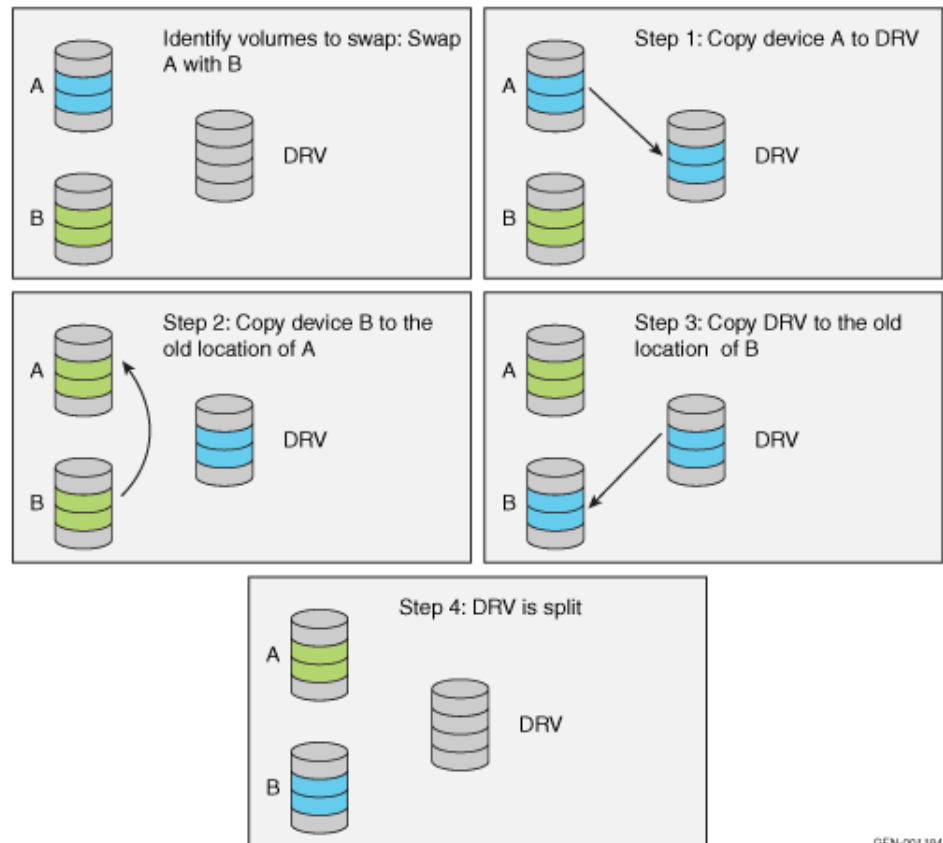 Identify volumes to swap: Swap
A with B
A
DRV
B
Step 1: Copy device A to DRV
A
DRV
B
Step 2: Copy device B to the
old location of A
A
DRV
B
Step 3: Copy DRV to the old
location of B
A
DRV
B
Step 4: DRV is split
A
DRV
B